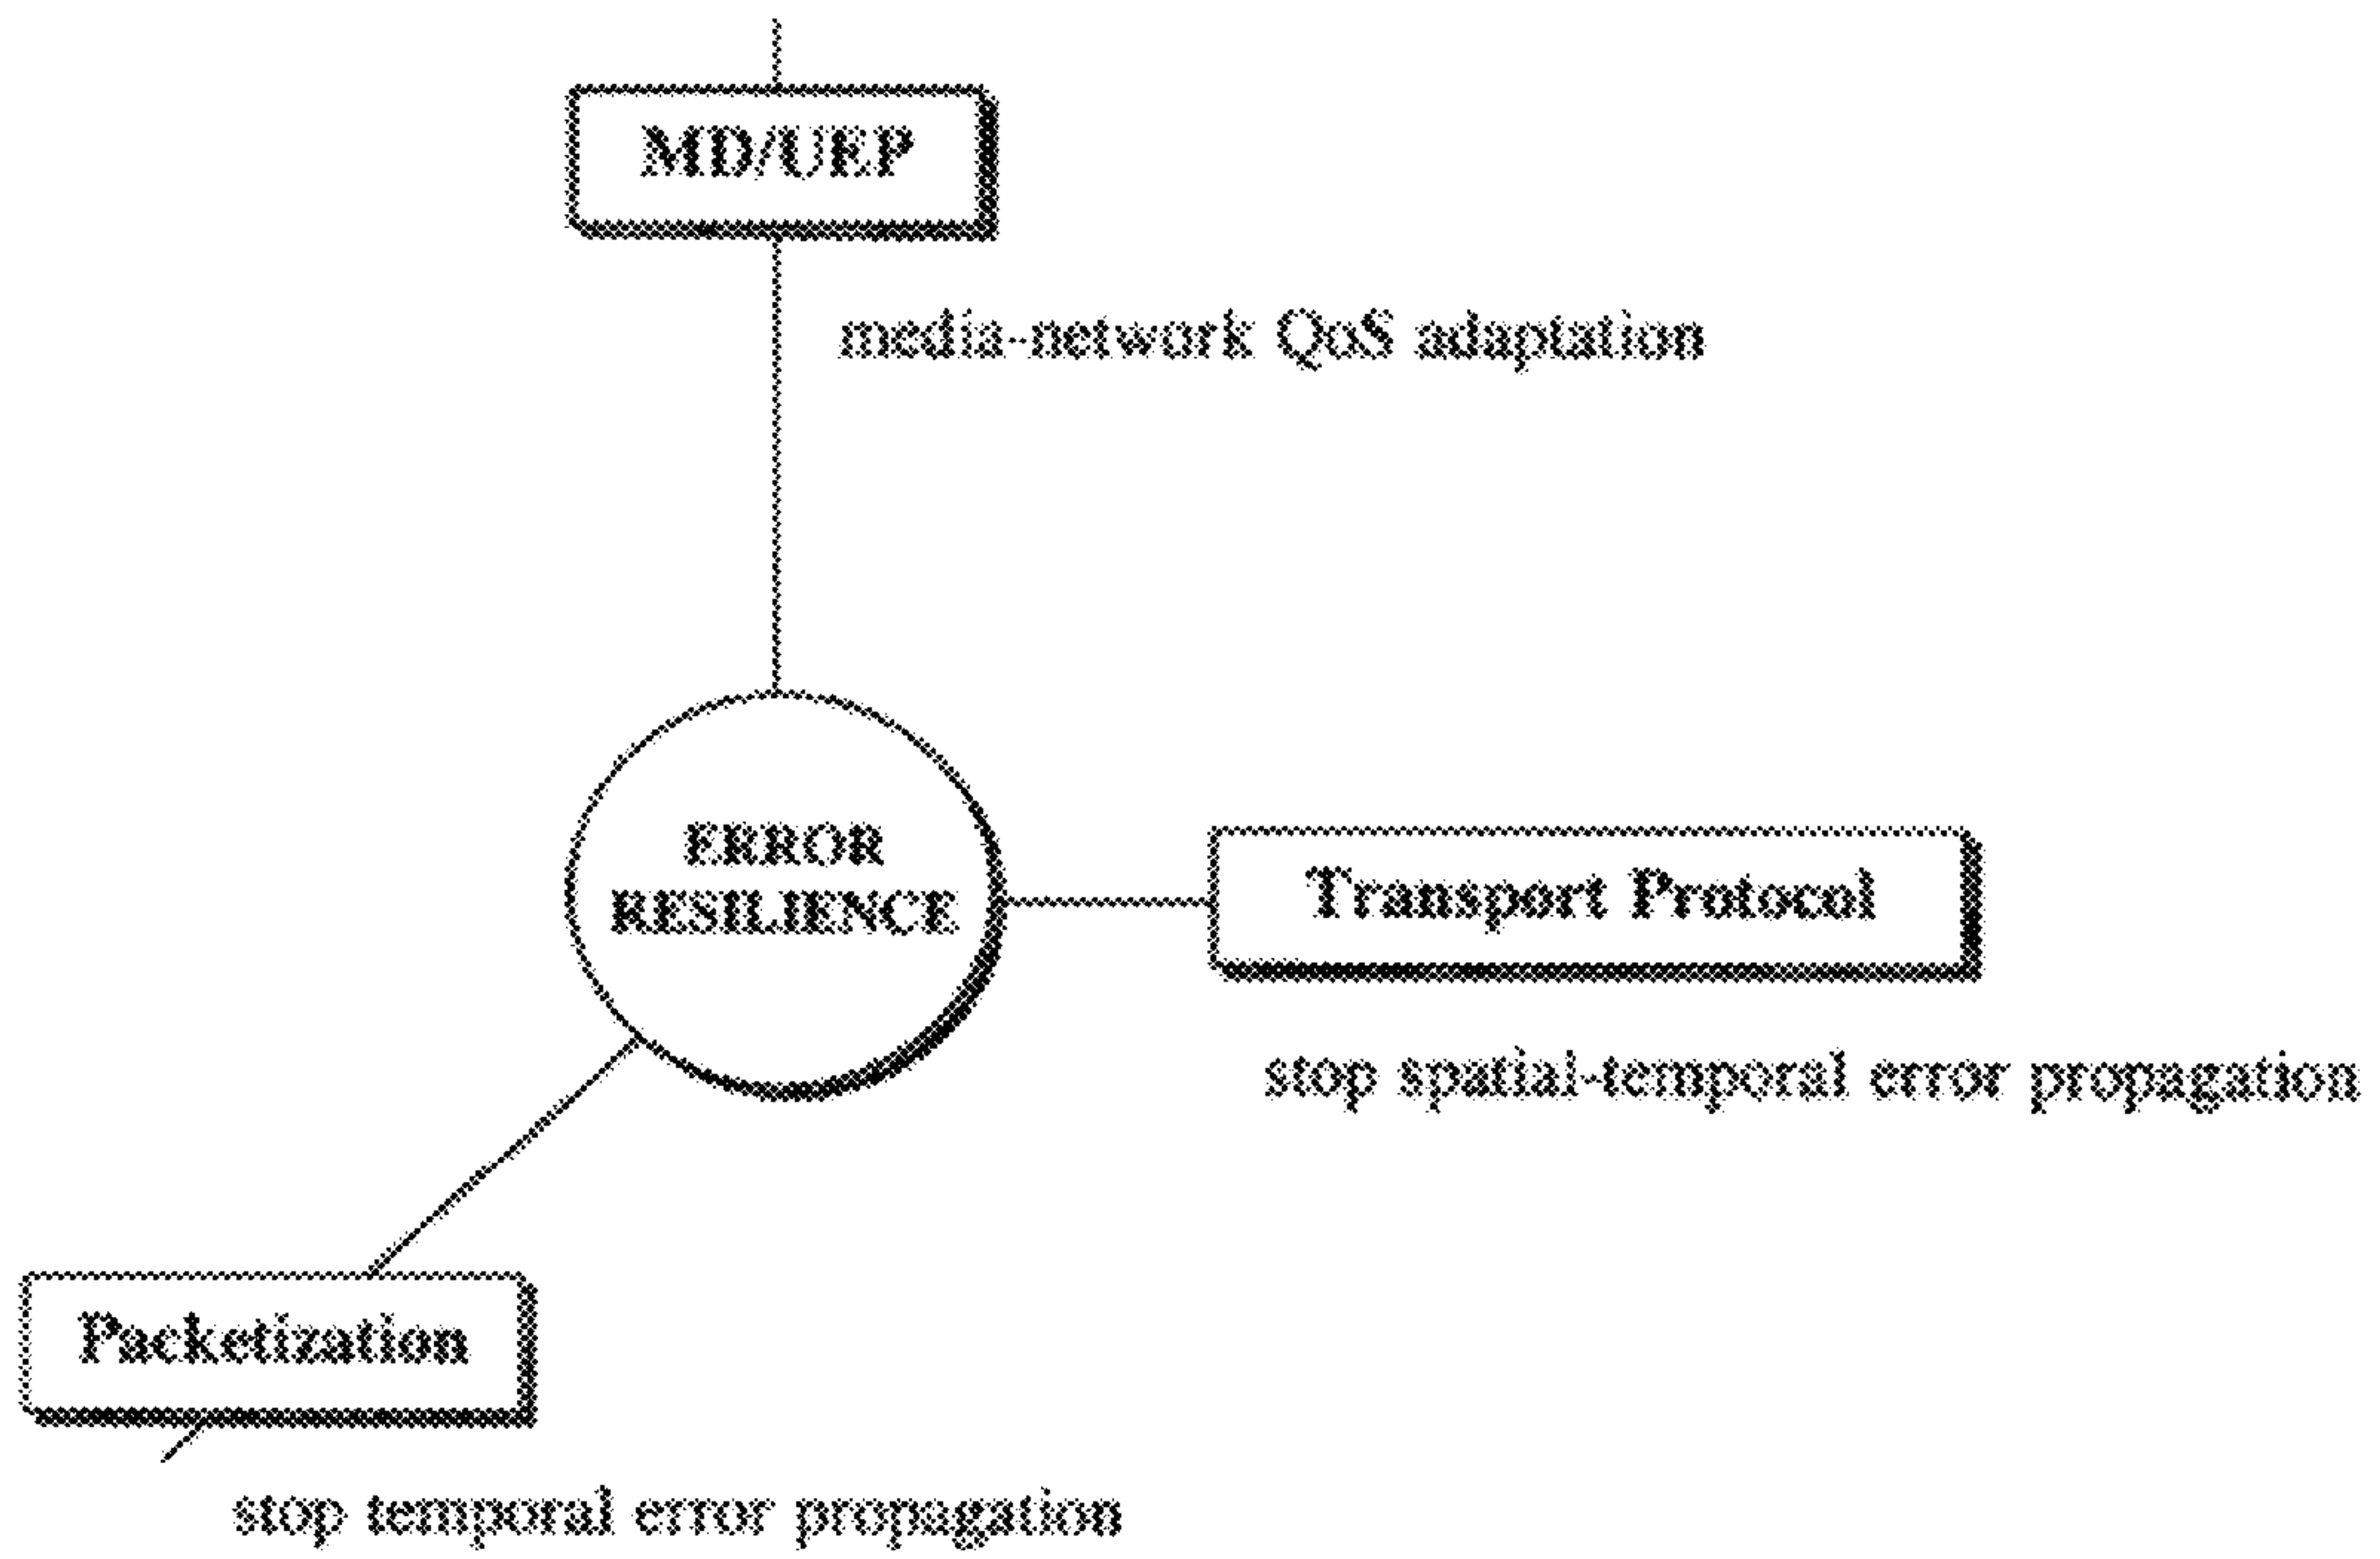 MD/UEP
media-network QoS adaptation
ERROR
RESILIENCE
Transport Protocol
stop spatial-temporal error propagation
Packetization
stop temporal error propagation